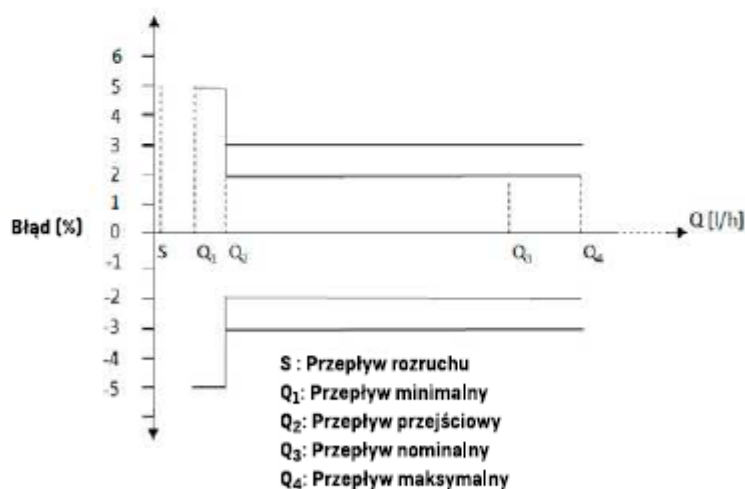 6
5
4
3
2
1
Błąd [%] 0 Q [l/h]
S Q₁ Q₂ Q₃ Q₄
-1
-2
-3
-4
-5
S : Przepływ rozruchu
Q₁: Przepływ minimalny
Q₂: Przepływ przejściowy
Q₃: Przepływ nominalny
Q₄: Przepływ maksymalny